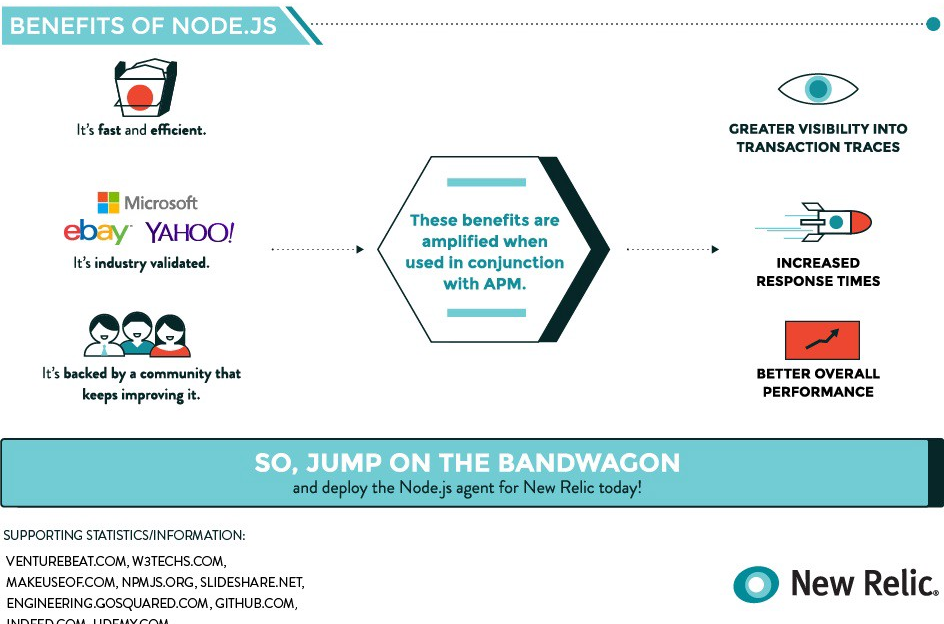 BENEFITS OF NODE.JS
It's fast and efficient.
Microsoft
ebay YAHOO!
It's industry validated.
It's backed by a community that
keeps improving it.
These benefits are
amplified when
used in conjunction
with APM.
GREATER VISIBILITY INTO
TRANSACTION TRACES
INCREASED
RESPONSE TIMES
BETTER OVERALL
PERFORMANCE
SO, JUMP ON THE BANDWAGON
and deploy the Node.js agent for New Relic today!
SUPPORTING STATISTICS/INFORMATION:
VENTUREBEAT.COM, W3TECHS.COM,
MAKEUSEOF.COM, NPMJS.ORG, SLIDESHARE.NET,
ENGINEERING.GOSQUARED.COM, GITHUB.COM,
INDEED.COM, UDEMY.COM
New Relic.